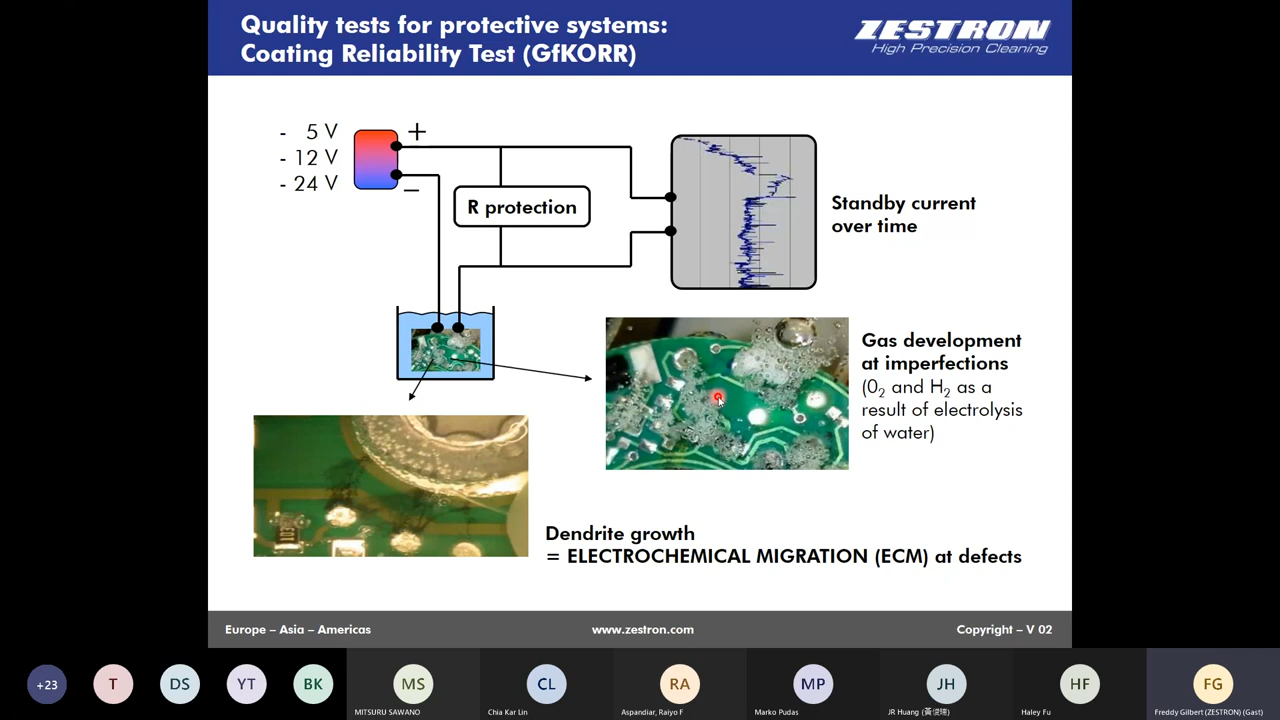 Quality tests for protective systems:
Coating Reliability Test (GfKORR)
ZESTRON
High Precision Cleaning
- 5 V
- 12 V
- 24 V
+
–
R protection
Standby current
over time
Gas development
at imperfections
(O₂ and H₂ as a
result of electrolysis
of water)
Dendrite growth
= ELECTROCHEMICAL MIGRATION (ECM) at defects
Europe – Asia – Americas
www.zestron.com
Copyright – V 02
+23
T
DS
YT
BK
MS
CL
RA
MP
JH
HF
FG
MITSURU SAWANO
Chia Kar Lin
Aspandiar, Raiyo F
Marko Pudas
JR Huang
Haley Fu
Freddy Gilbert (ZESTRON) (Gast)